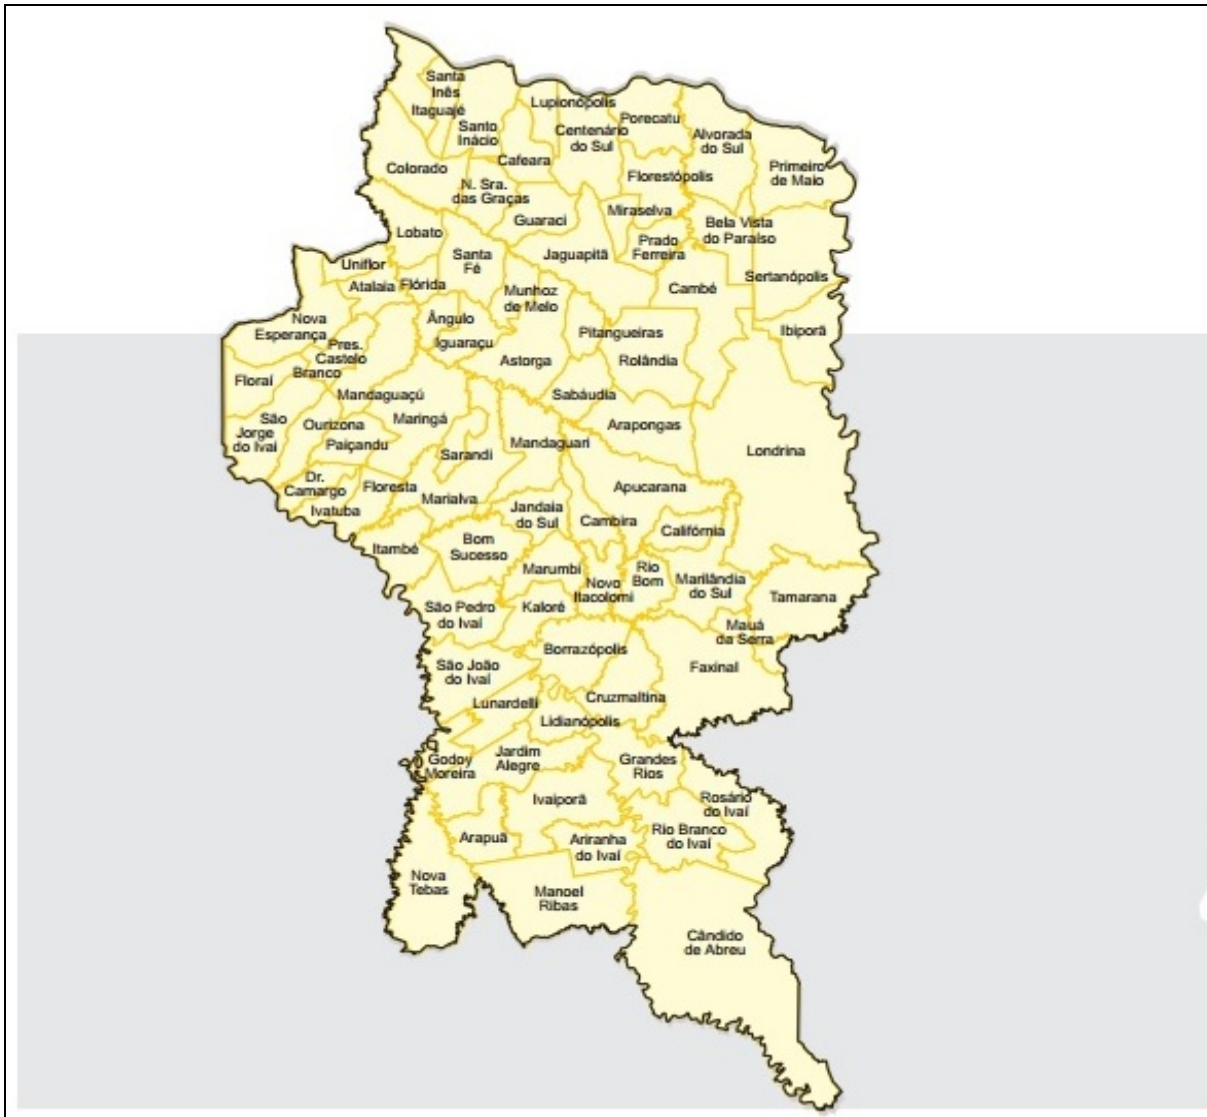 Santa
Inês
Itaguajé
Santo
Inácio
Lupionópolis
Centenário
do Sul
Porecatu
Alvorada
do Sul
Primeiro
de Maio
Colorado
Cafeara
N. Sra.
das Graças
Florestópolis
Guaraci
Miraselva
Bela Vista
do Paraíso
Lobato
Santa
Fé
Jaguapitã
Prado
Ferreira
Uniflor
Atalaia
Flórida
Munhoz
de Melo
Cambé
Sertanópolis
Nova
Esperança
Ângulo
Iguaraçu
Pitangueiras
Ibiporã
Pres.
Castelo
Branco
Astorga
Rolândia
Floraí
Mandaguaçú
Sabáudia
São
Jorge
do Ivaí
Ourizona
Maringá
Arapongas
Paiçandu
Sarandi
Mandaguari
Londrina
Dr.
Camargo
Ivatuba
Floresta
Marialva
Apucarana
Jandaia
do Sul
Cambira
Califórnia
Itambé
Bom
Sucesso
Marumbi
Novo
Itacolomi
Rio
Bom
Marilândia
do Sul
Tamarana
São Pedro
do Ivaí
Kaloré
Mauá
da Serra
Borrazópolis
Faxinal
São João
do Ivaí
Lunardelli
Cruzmaltina
Lidianópolis
Godoy
Moreira
Jardim
Alegre
Grandes
Rios
Ivaiporã
Rosário
do Ivaí
Arapuã
Ariranha
do Ivaí
Rio Branco
do Ivaí
Nova
Tebas
Manoel
Ribas
Cândido
de Abreu